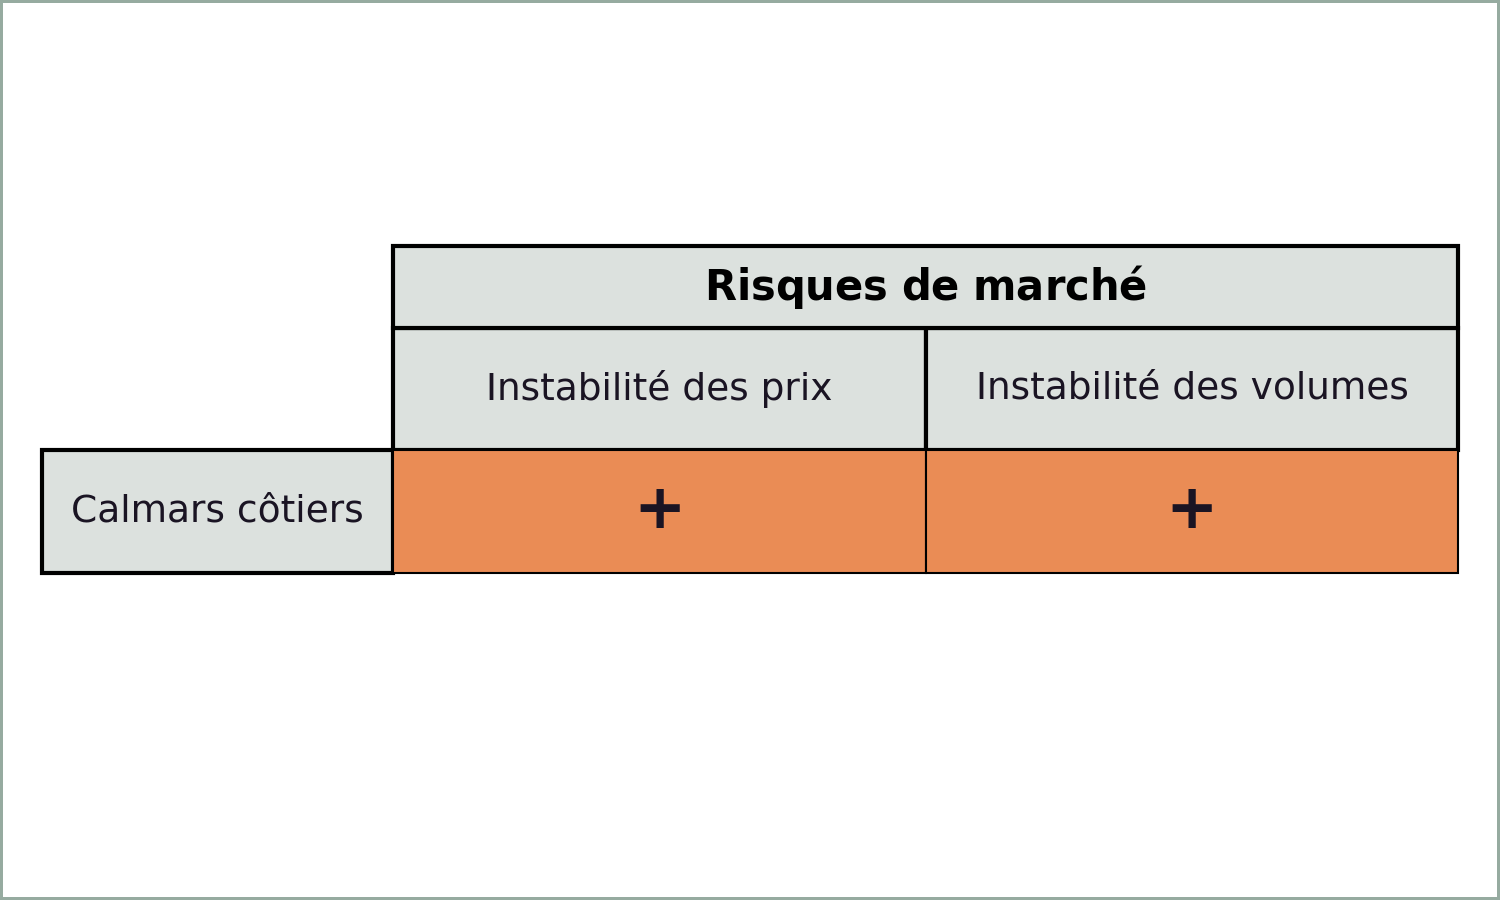 Risques de marché
Instabilité des prix
Instabilité des volumes
Calmars côtiers
+
+